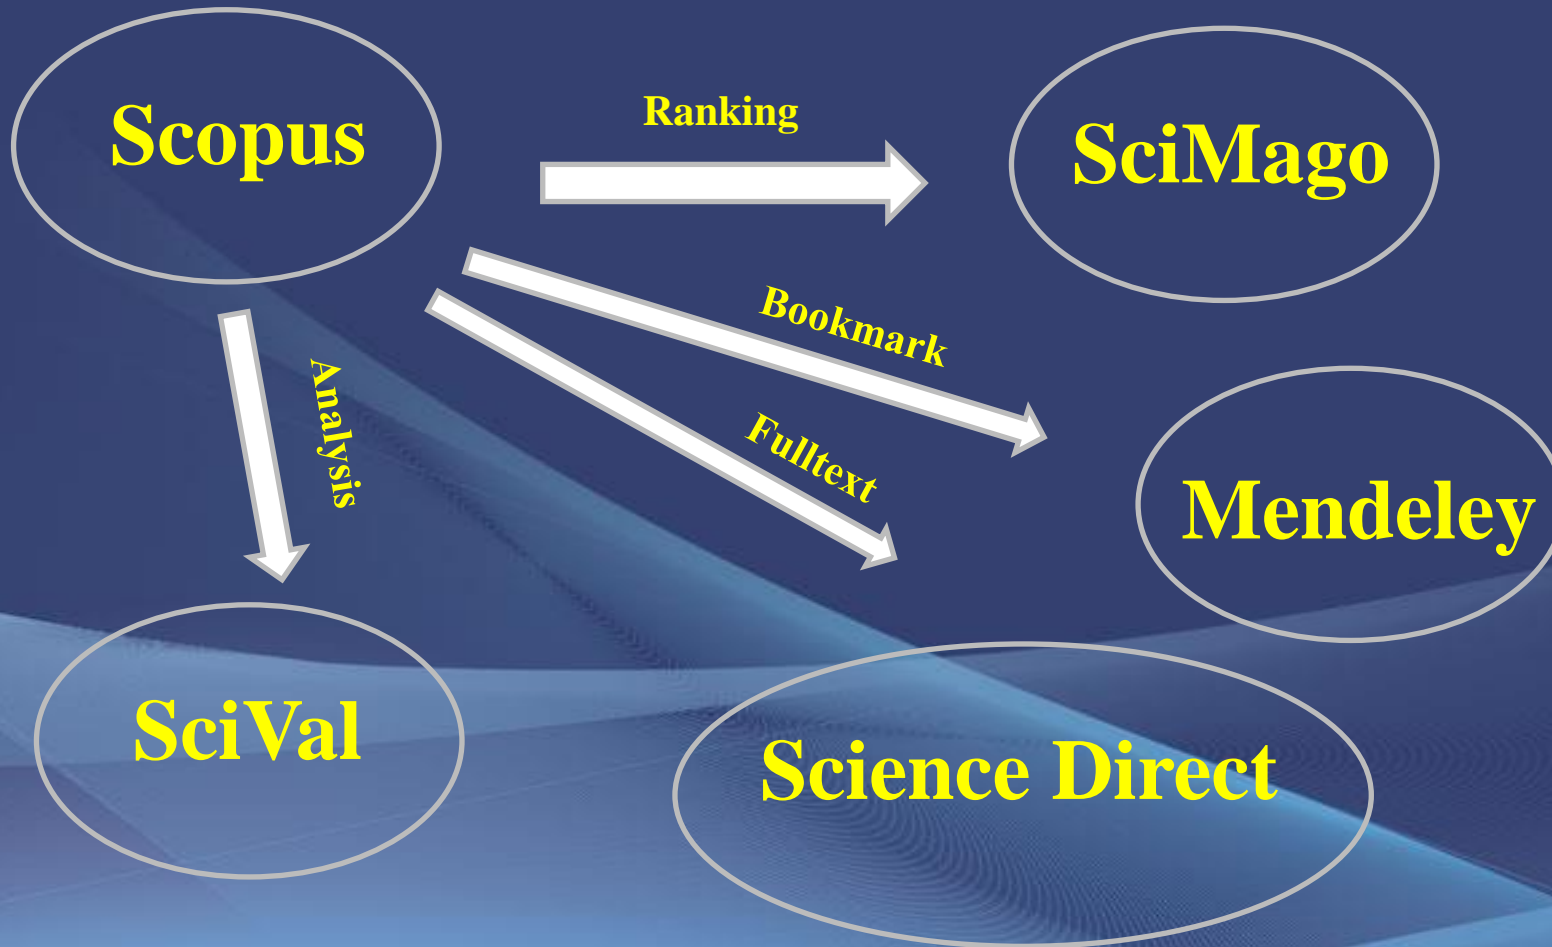 Scopus
Ranking
SciMago
Bookmark
Fulltext
Analysis
Mendeley
SciVal
Science Direct